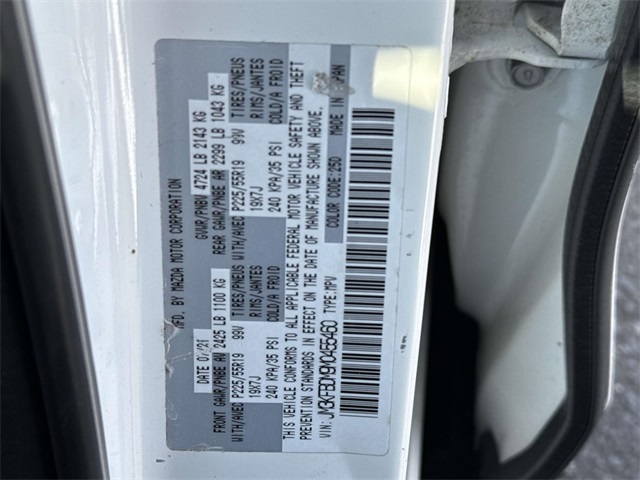 MFD. BY MAZDA MOTOR CORPORATION
DATE GVWR/PNBV 4724 LB 2143 KG
FRONT GAWR/PNBE AV 2425 LB 1100 KG REAR GAWR/PNBE AR 2299 LB 1043 KG
WITH/AVEC P225/55R19 99V TIRES/PNEUS WITH/AVEC P225/55R19 99V TIRES/PNEUS
19X7J RIMS/JANTES 19X7J RIMS/JANTES
240 KPA/35 PSI COLD/A FROID 240 KPA/35 PSI COLD/A FROID
THIS VEHICLE CONFORMS TO ALL APPLICABLE FEDERAL MOTOR VEHICLE SAFETY AND THEFT
PREVENTION STANDARDS IN EFFECT ON THE DATE OF MANUFACTURE SHOWN ABOVE.
VIN: TYPE:MPV COLOR CODE:25D MADE IN JAPAN